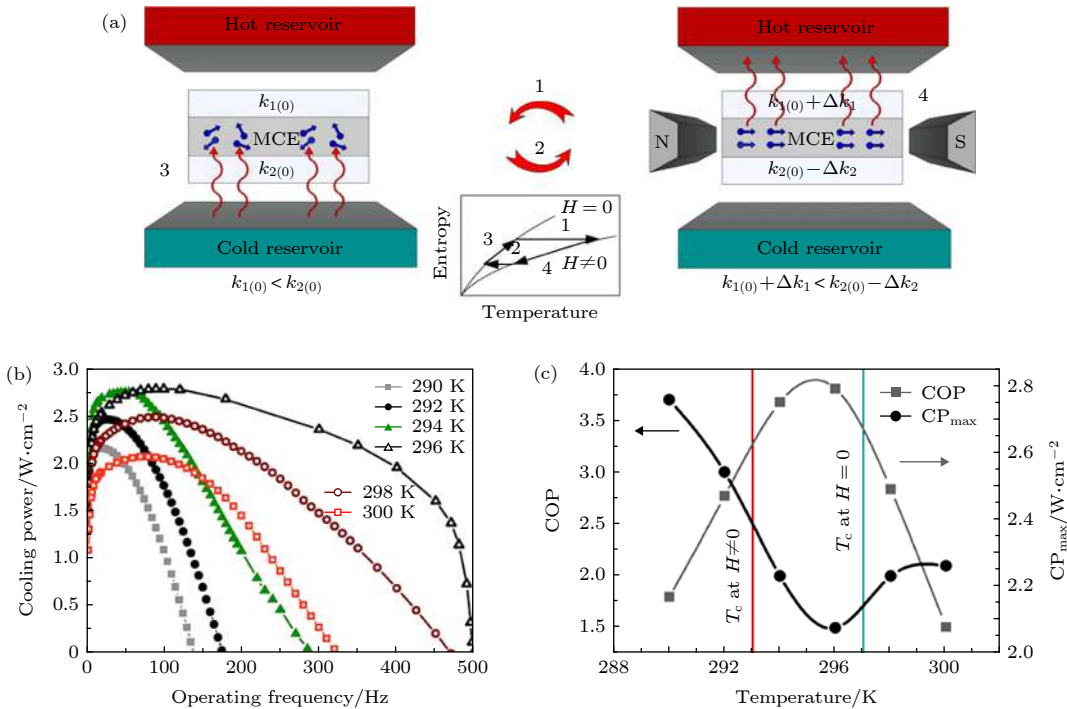 (a)
Hot reservoir
k1(0)
MCE
k2(0)
3
Cold reservoir
k1(0) < k2(0)
1
2
Entropy
H = 0
1
3
2
4
H≠0
Temperature
Hot reservoir
4
k1(0) + Δk1
N
MCE
S
k2(0) − Δk2
Cold reservoir
k1(0) + Δk1 < k2(0) − Δk2
(b)
Cooling power/W·cm−2
3.0
2.5
2.0
1.5
1.0
0.5
0
0
100
200
300
400
500
Operating frequency/Hz
290 K
292 K
294 K
296 K
298 K
300 K
(c)
COP
4.0
3.5
3.0
2.5
2.0
1.5
288
292
296
300
Temperature/K
COP
CPmax
Tc at H≠0
Tc at H = 0
2.8
2.6
2.4
2.2
2.0
CPmax/W·cm−2